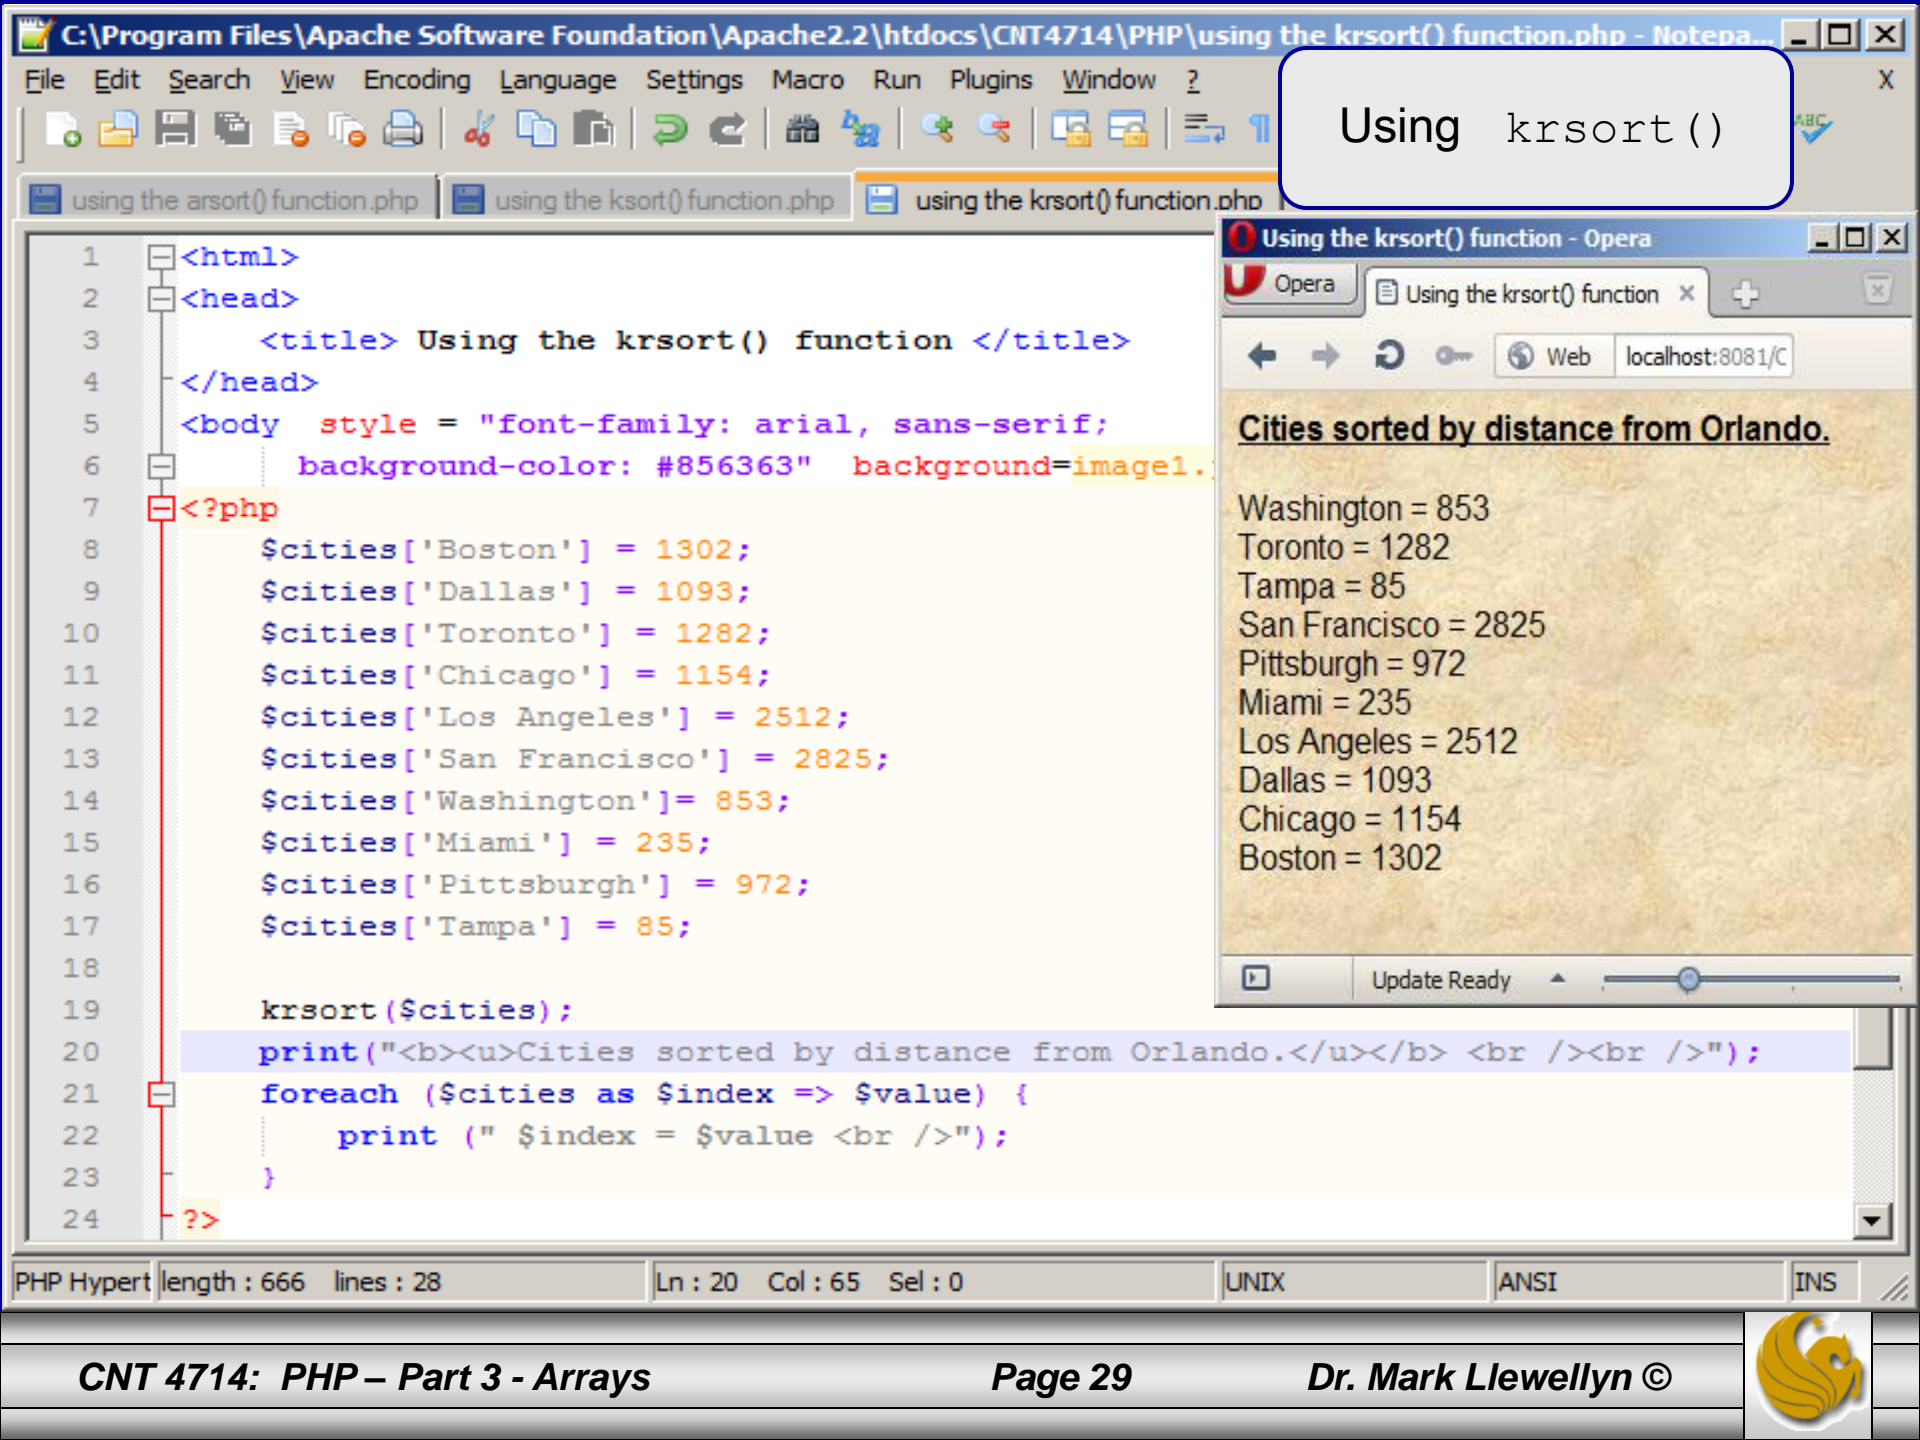 C:\Program Files\Apache Software Foundation\Apache2.2\htdocs\CNT4714\PHP\using the krsort() function.php - Notepa...
File Edit Search View Encoding Language Settings Macro Run Plugins Window ?
X
Using krsort()
ABC
using the arsort() function.php
using the ksort() function.php
using the krsort() function.php
1 <html>
2 <head>
3 <title> Using the krsort() function </title>
4 </head>
5 <body style = "font-family: arial, sans-serif;
6 background-color: #856363" background=image1.
7 <?php
8 $cities['Boston'] = 1302;
9 $cities['Dallas'] = 1093;
10 $cities['Toronto'] = 1282;
11 $cities['Chicago'] = 1154;
12 $cities['Los Angeles'] = 2512;
13 $cities['San Francisco'] = 2825;
14 $cities['Washington']= 853;
15 $cities['Miami'] = 235;
16 $cities['Pittsburgh'] = 972;
17 $cities['Tampa'] = 85;
18
19 krsort($cities);
20 print("<b><u>Cities sorted by distance from Orlando.</u></b> <br /><br />");
21 foreach ($cities as $index => $value) {
22 print (" $index = $value <br />");
23 }
24 ?>
Using the krsort() function - Opera
Opera
Using the krsort() function
Web
localhost:8081/C
Cities sorted by distance from Orlando.
Washington = 853
Toronto = 1282
Tampa = 85
San Francisco = 2825
Pittsburgh = 972
Miami = 235
Los Angeles = 2512
Dallas = 1093
Chicago = 1154
Boston = 1302
Update Ready
PHP Hypert length : 666 lines : 28 Ln : 20 Col : 65 Sel : 0 UNIX ANSI INS
CNT 4714: PHP – Part 3 - Arrays
Page 29
Dr. Mark Llewellyn ©